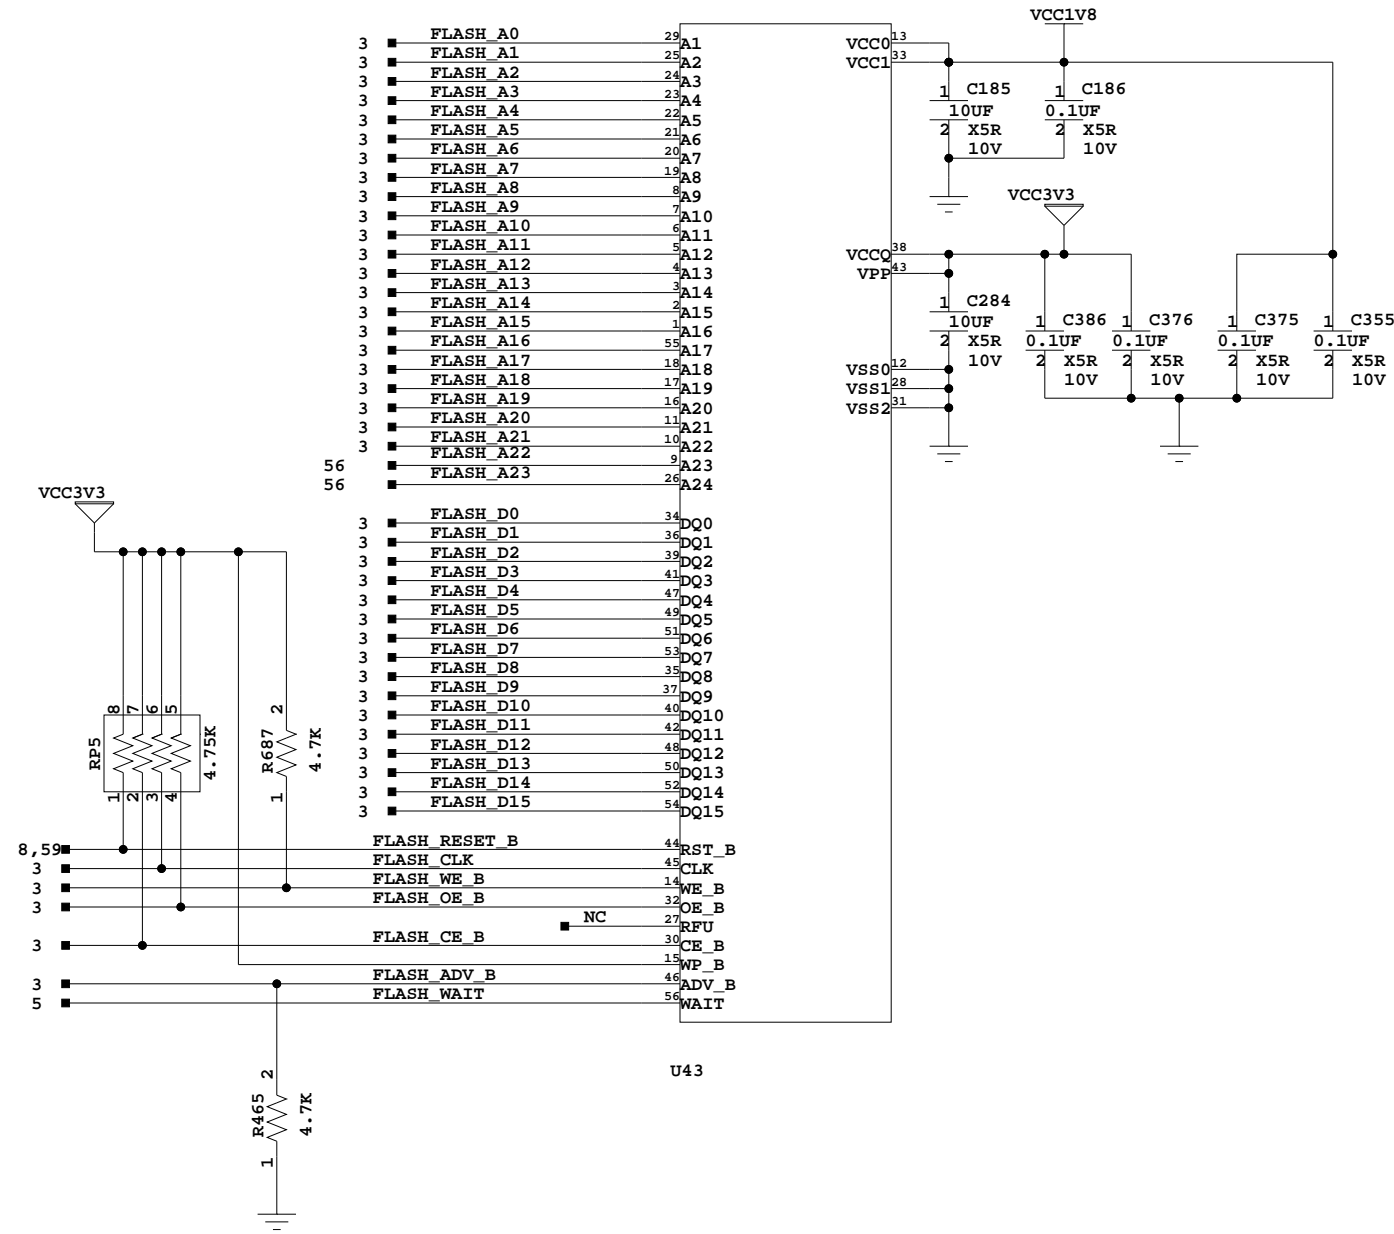 VCC1V8
3 FLASH_A0 29 A1 VCC0 13
3 FLASH_A1 25 A2 VCC1 33
3 FLASH_A2 24 A3
3 FLASH_A3 23 A4
3 FLASH_A4 22 A5
3 FLASH_A5 21 A6
3 FLASH_A6 20 A7
3 FLASH_A7 19 A8
3 FLASH_A8 8 A9
3 FLASH_A9 7 A10
3 FLASH_A10 6 A11
3 FLASH_A11 5 A12 VCCQ 38
3 FLASH_A12 4 A13 VPP 43
3 FLASH_A13 3 A14
3 FLASH_A14 2 A15
3 FLASH_A15 1 A16
3 FLASH_A16 55 A17
3 FLASH_A17 18 A18 VSS0 12
3 FLASH_A18 17 A19 VSS1 28
3 FLASH_A19 16 A20 VSS2 31
3 FLASH_A20 11 A21
3 FLASH_A21 10 A22
56 FLASH_A22 9 A23
56 FLASH_A23 26 A24
1 C185
10UF
2 X5R
10V
1 C186
0.1UF
2 X5R
10V
VCC3V3
1 C284
10UF
2 X5R
10V
1 C386
0.1UF
2 X5R
10V
1 C376
0.1UF
2 X5R
10V
1 C375
0.1UF
2 X5R
10V
1 C355
0.1UF
2 X5R
10V
VCC3V3
3 FLASH_D0 34 DQ0
3 FLASH_D1 36 DQ1
3 FLASH_D2 39 DQ2
3 FLASH_D3 41 DQ3
3 FLASH_D4 47 DQ4
3 FLASH_D5 49 DQ5
3 FLASH_D6 51 DQ6
3 FLASH_D7 53 DQ7
3 FLASH_D8 35 DQ8
3 FLASH_D9 37 DQ9
3 FLASH_D10 40 DQ10
3 FLASH_D11 42 DQ11
3 FLASH_D12 48 DQ12
3 FLASH_D13 50 DQ13
3 FLASH_D14 52 DQ14
3 FLASH_D15 54 DQ15
8 7 6 5
RP5
4.75K
1 2 3 4
2
R687
4.7K
1
8,59 FLASH_RESET_B 44 RST_B
3 FLASH_CLK 45 CLK
3 FLASH_WE_B 14 WE_B
3 FLASH_OE_B 32 OE_B
NC 27 RFU
3 FLASH_CE_B 30 CE_B
15 WP_B
3 FLASH_ADV_B 46 ADV_B
5 FLASH_WAIT 56 WAIT
U43
2
R465
4.7K
1